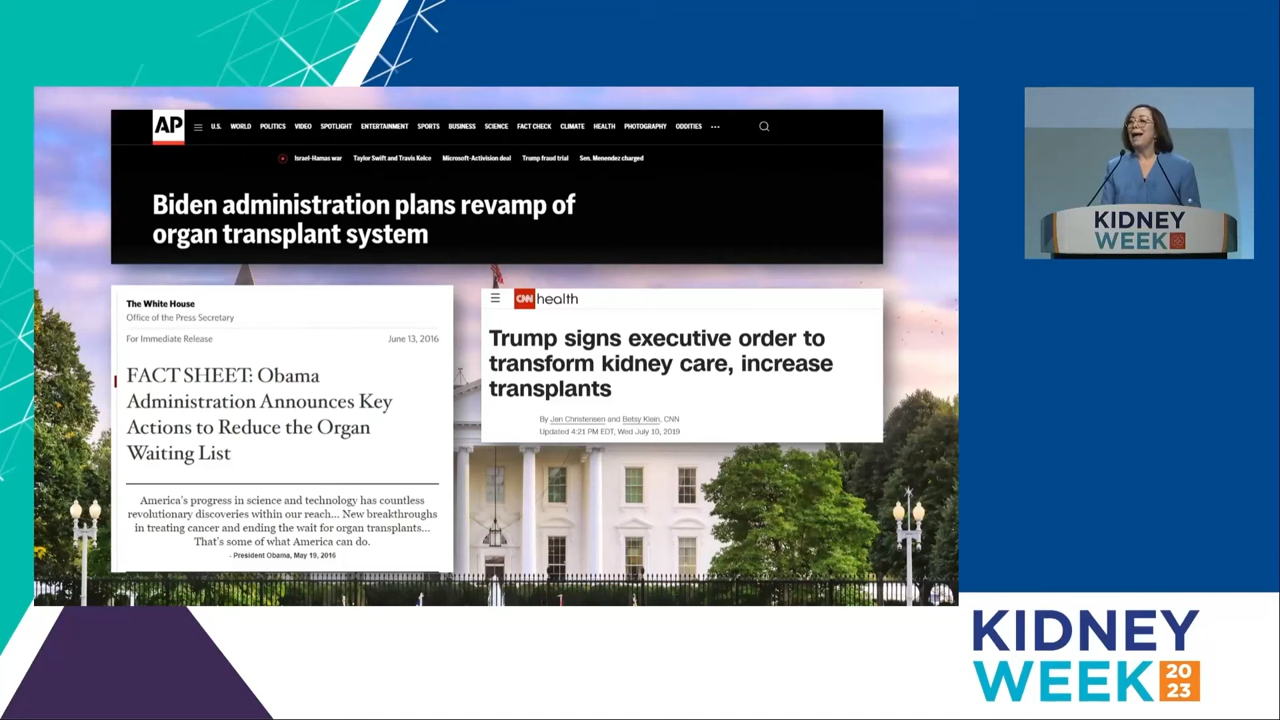 AP
U.S. WORLD POLITICS VIDEO SPOTLIGHT ENTERTAINMENT SPORTS BUSINESS SCIENCE FACT CHECK CLIMATE HEALTH PHOTOGRAPHY ODDITIES ...
Israel-Hamas war Taylor Swift and Travis Kelce Microsoft-Activision deal Trump fraud trial Sen. Menendez charged
Biden administration plans revamp of
organ transplant system
The White House
Office of the Press Secretary
For Immediate Release June 13, 2016
FACT SHEET: Obama
Administration Announces Key
Actions to Reduce the Organ
Waiting List
America's progress in science and technology has countless
revolutionary discoveries within our reach... New breakthroughs
in treating cancer and ending the wait for organ transplants...
That's some of what America can do.
- President Obama, May 19, 2016
CNN health
Trump signs executive order to
transform kidney care, increase
transplants
By Jen Christensen and Betsy Klein, CNN
Updated 4:21 PM EDT, Wed July 10, 2019
KIDNEY
WEEK
KIDNEY
WEEK 20
23